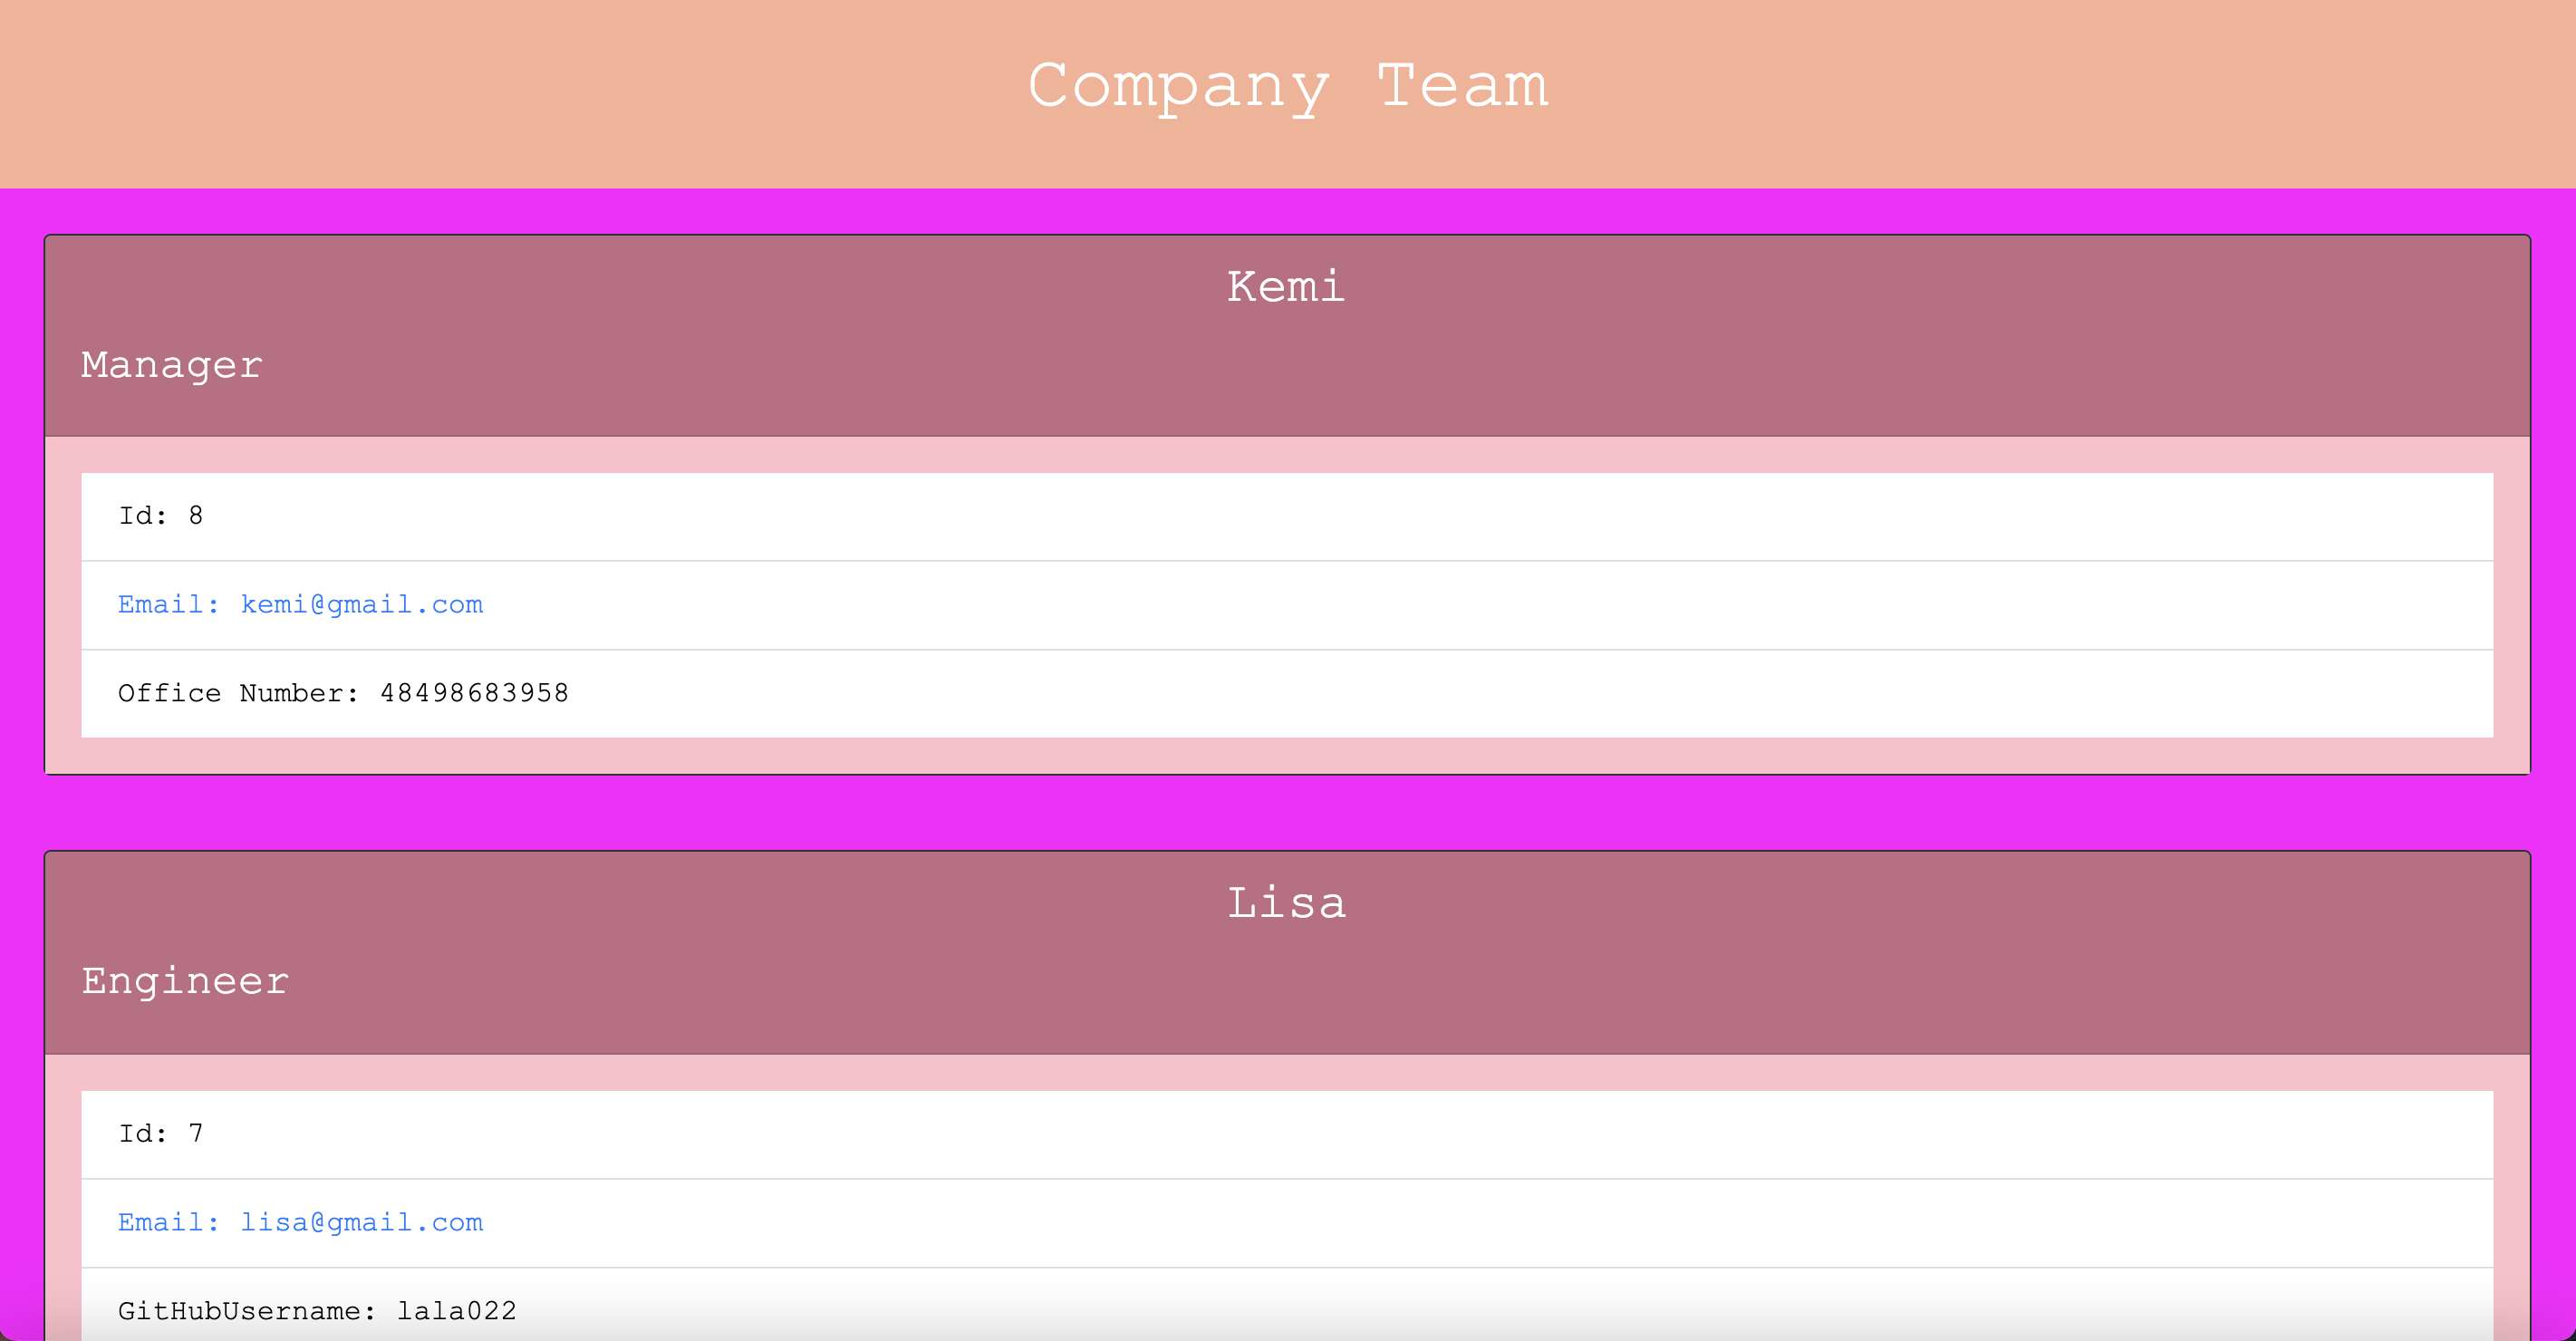 Company Team
Kemi
Manager
Id: 8
Email: kemi@gmail.com
Office Number: 48498683958
Lisa
Engineer
Id: 7
Email: lisa@gmail.com
GitHubUsername: lala022